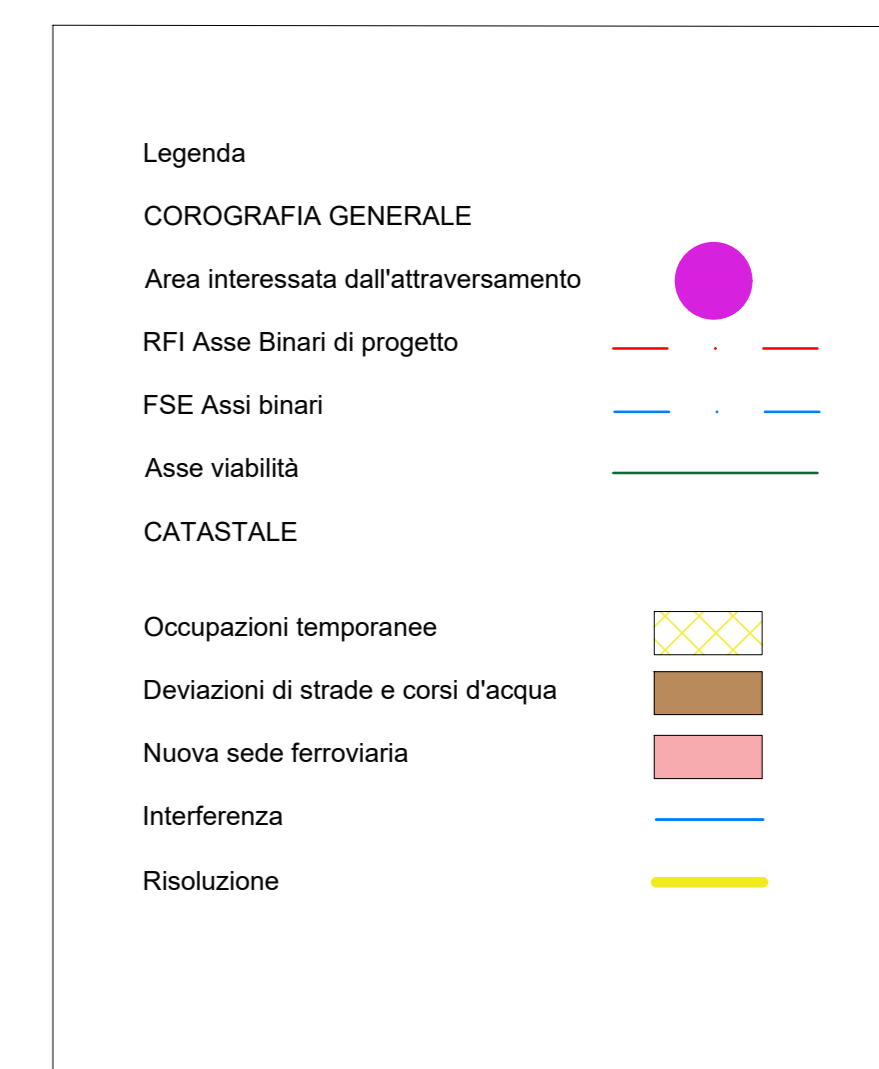 Legenda
COROGRAFIA GENERALE
Area interessata dall'attraversamento
RFI Asse Binari di progetto
FSE Assi binari
Asse viabilità
CATASTALE
Occupazioni temporanee
Deviazioni di strade e corsi d'acqua
Nuova sede ferroviaria
Interferenza
Risoluzione